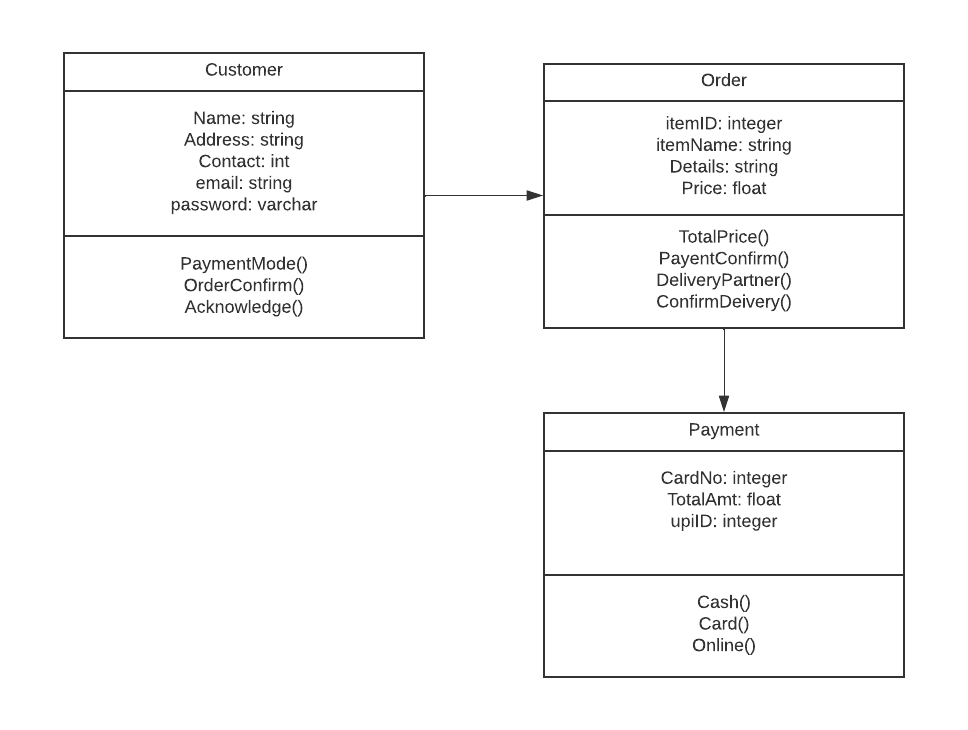 Customer
Name: string
Address: string
Contact: int
email: string
password: varchar
PaymentMode()
OrderConfirm()
Acknowledge()
Order
itemID: integer
itemName: string
Details: string
Price: float
TotalPrice()
PayentConfirm()
DeliveryPartner()
ConfirmDeivery()
Payment
CardNo: integer
TotalAmt: float
upiID: integer
Cash()
Card()
Online()